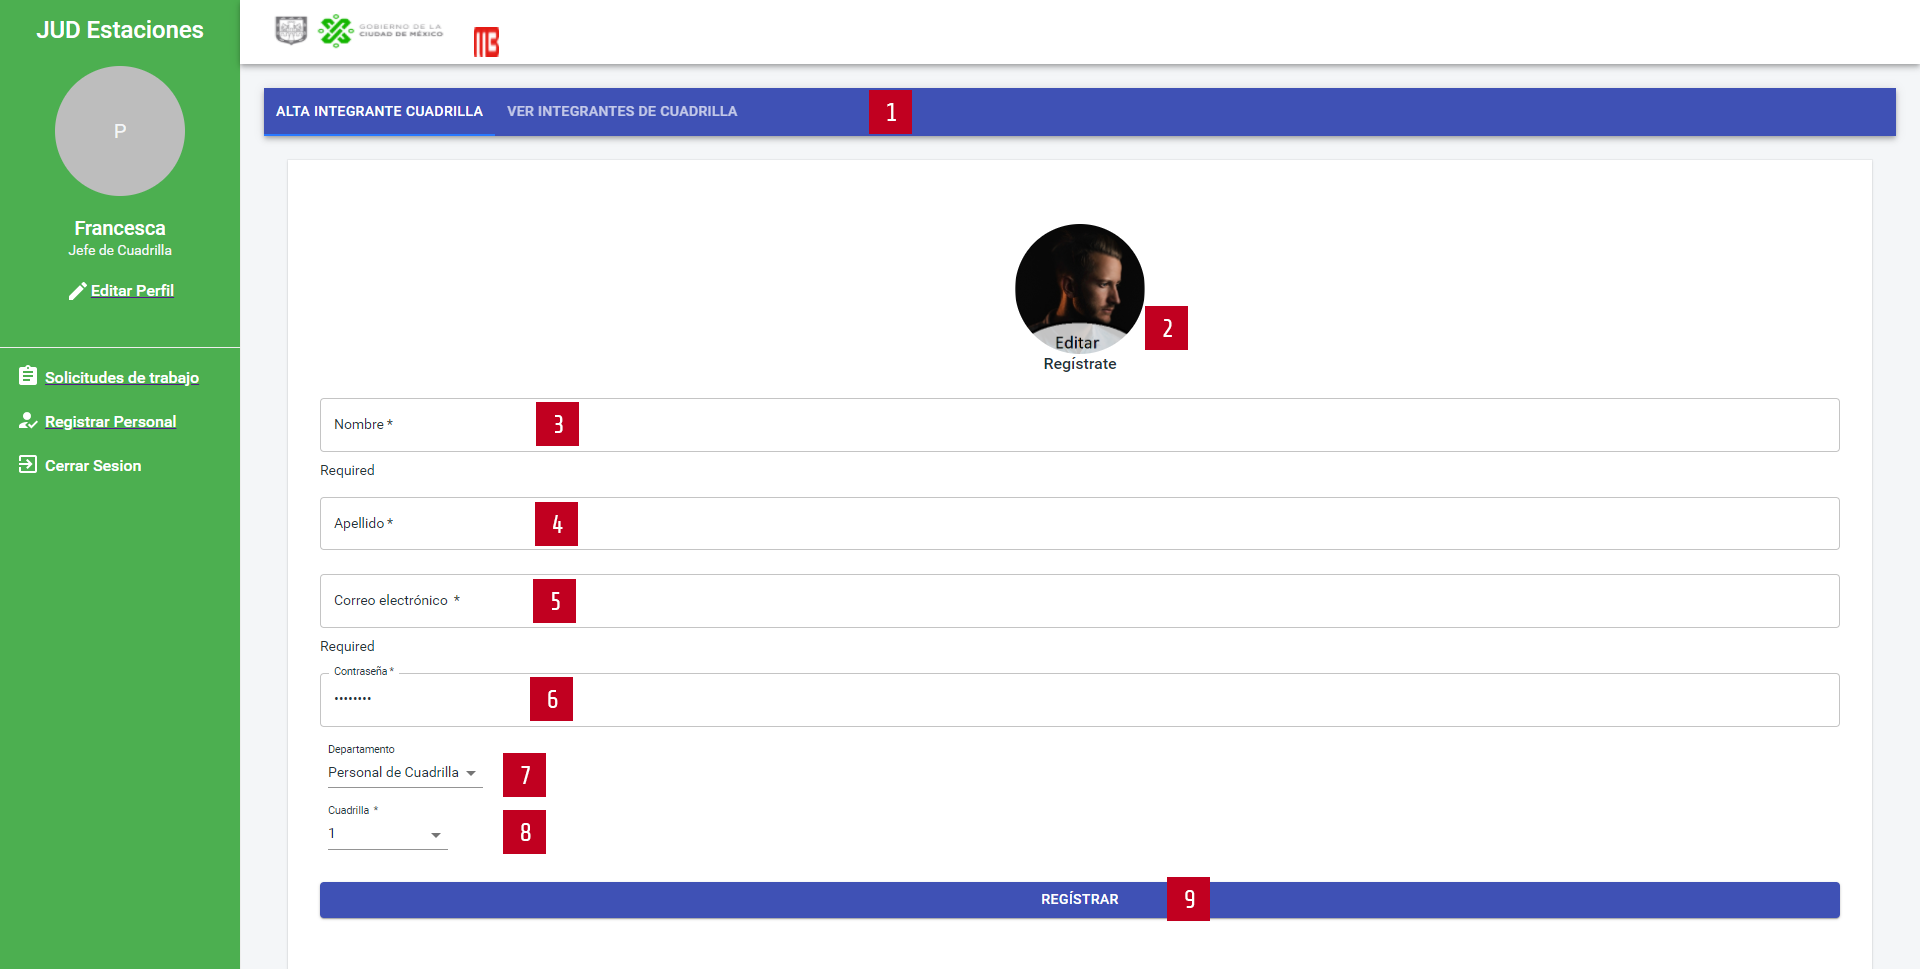 JUD Estaciones
P
Francesca
Jefe de Cuadrilla
Editar Perfil
Solicitudes de trabajo
Registrar Personal
Cerrar Sesion
GOBIERNO DE LA
CIUDAD DE MÉXICO
MB
ALTA INTEGRANTE CUADRILLA
VER INTEGRANTES DE CUADRILLA
1
Editar
2
Regístrate
Nombre *
3
Required
Apellido *
4
Correo electrónico *
5
Required
Contraseña *
••••••••
6
Departamento
Personal de Cuadrilla
7
Cuadrilla *
1
8
REGÍSTRAR
9